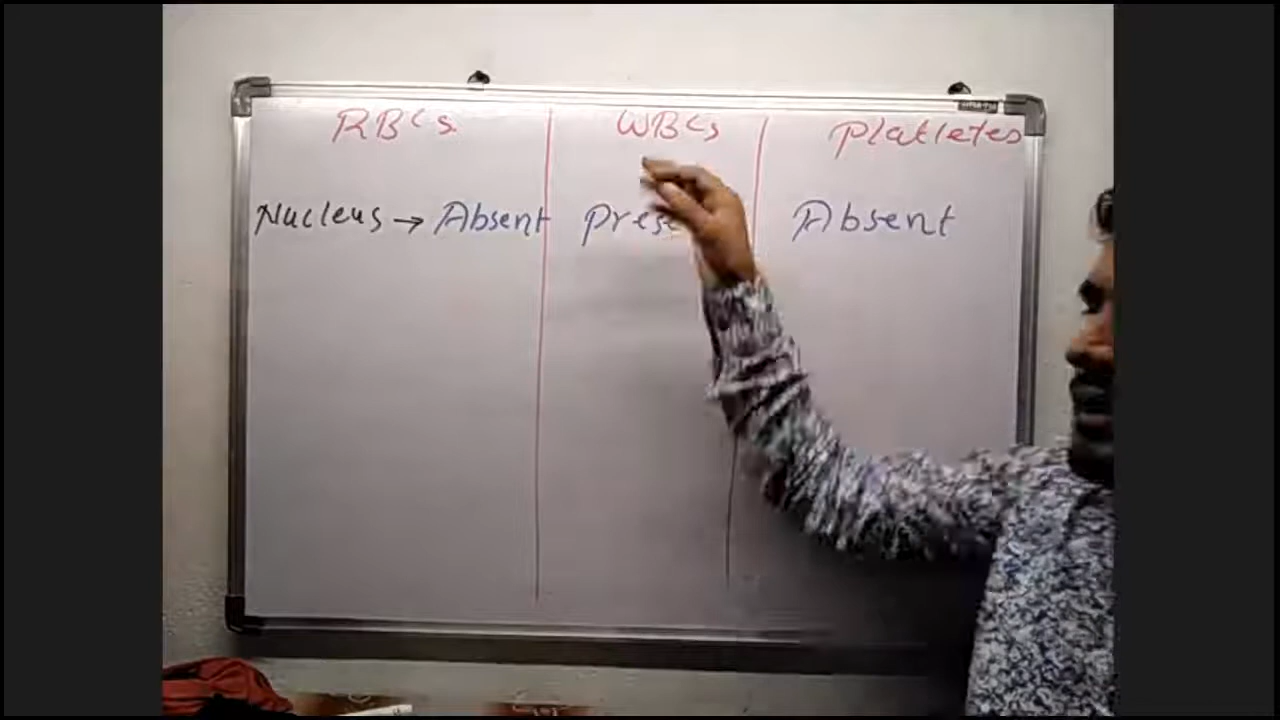 RBCs. WBCs Platletes
Nucleus → Absent Absent